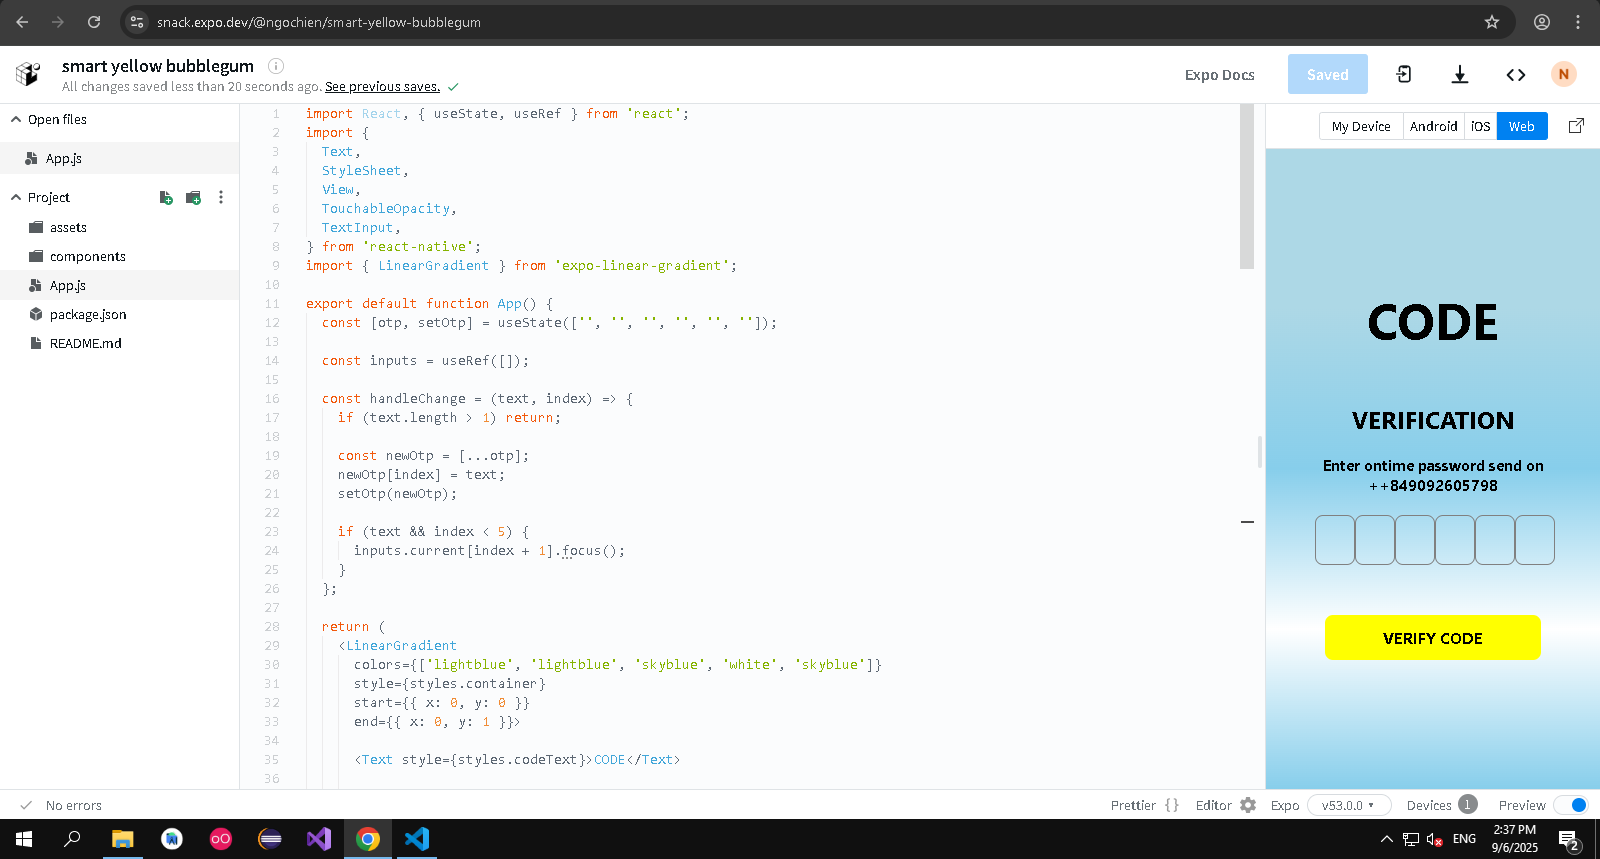 snack.expo.dev/@ngochien/smart-yellow-bubblegum
smart yellow bubblegum
All changes saved less than 20 seconds ago. See previous saves.
Expo Docs
Saved
N
Open files
App.js
Project
assets
components
App.js
package.json
README.md
1 import React, { useState, useRef } from 'react';
2 import {
3 Text,
4 StyleSheet,
5 View,
6 TouchableOpacity,
7 TextInput,
8 } from 'react-native';
9 import { LinearGradient } from 'expo-linear-gradient';
10
11 export default function App() {
12 const [otp, setOtp] = useState(['', '', '', '', '', '']);
13
14 const inputs = useRef([]);
15
16 const handleChange = (text, index) => {
17 if (text.length > 1) return;
18
19 const newOtp = [...otp];
20 newOtp[index] = text;
21 setOtp(newOtp);
22
23 if (text && index < 5) {
24 inputs.current[index + 1].focus();
25 }
26 };
27
28 return (
29 <LinearGradient
30 colors={['lightblue', 'lightblue', 'skyblue', 'white', 'skyblue']}
31 style={styles.container}
32 start={{ x: 0, y: 0 }}
33 end={{ x: 0, y: 1 }}>
34
35 <Text style={styles.codeText}>CODE</Text>
36
My Device
Android
iOS
Web
CODE
VERIFICATION
Enter ontime password send on
++849092605798
VERIFY CODE
No errors
Prettier {}
Editor
Expo
v53.0.0
Devices 1
Preview
ENG
2:37 PM
9/6/2025
2